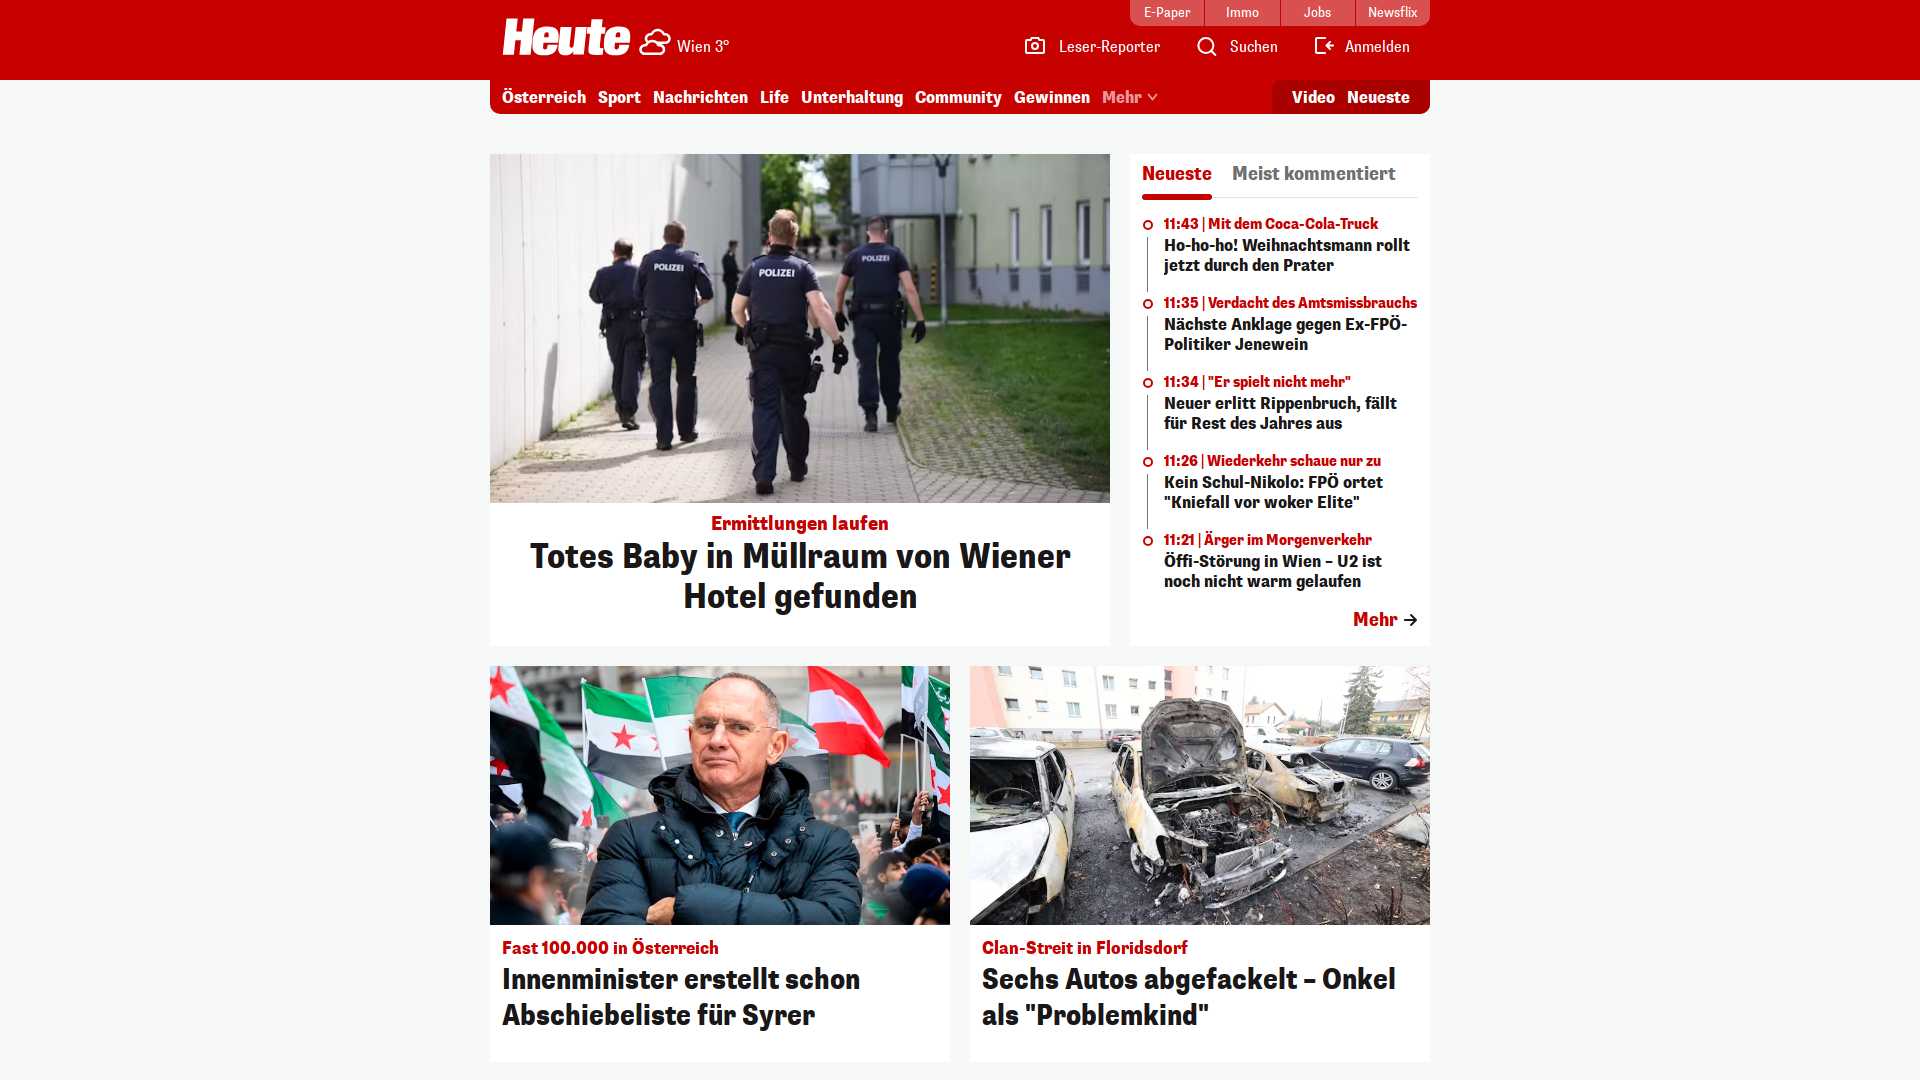 E-Paper
Immo
Jobs
Newsflix
Heute
Wien 3°
Leser-Reporter
Suchen
Anmelden
Österreich
Sport
Nachrichten
Life
Unterhaltung
Community
Gewinnen
Mehr
Video
Neueste
POLIZEI
POLIZEI
POLIZEI
Ermittlungen laufen
Totes Baby in Müllraum von Wiener
Hotel gefunden
Neueste
Meist kommentiert
11:43 | Mit dem Coca-Cola-Truck
Ho-ho-ho! Weihnachtsmann rollt
jetzt durch den Prater
11:35 | Verdacht des Amtsmissbrauchs
Nächste Anklage gegen Ex-FPÖ-
Politiker Jenewein
11:34 | "Er spielt nicht mehr"
Neuer erlitt Rippenbruch, fällt
für Rest des Jahres aus
11:26 | Wiederkehr schaue nur zu
Kein Schul-Nikolo: FPÖ ortet
"Kniefall vor woker Elite"
11:21 | Ärger im Morgenverkehr
Öffi-Störung in Wien – U2 ist
noch nicht warm gelaufen
Mehr
Fast 100.000 in Österreich
Innenminister erstellt schon
Abschiebeliste für Syrer
Clan-Streit in Floridsdorf
Sechs Autos abgefackelt – Onkel
als "Problemkind"